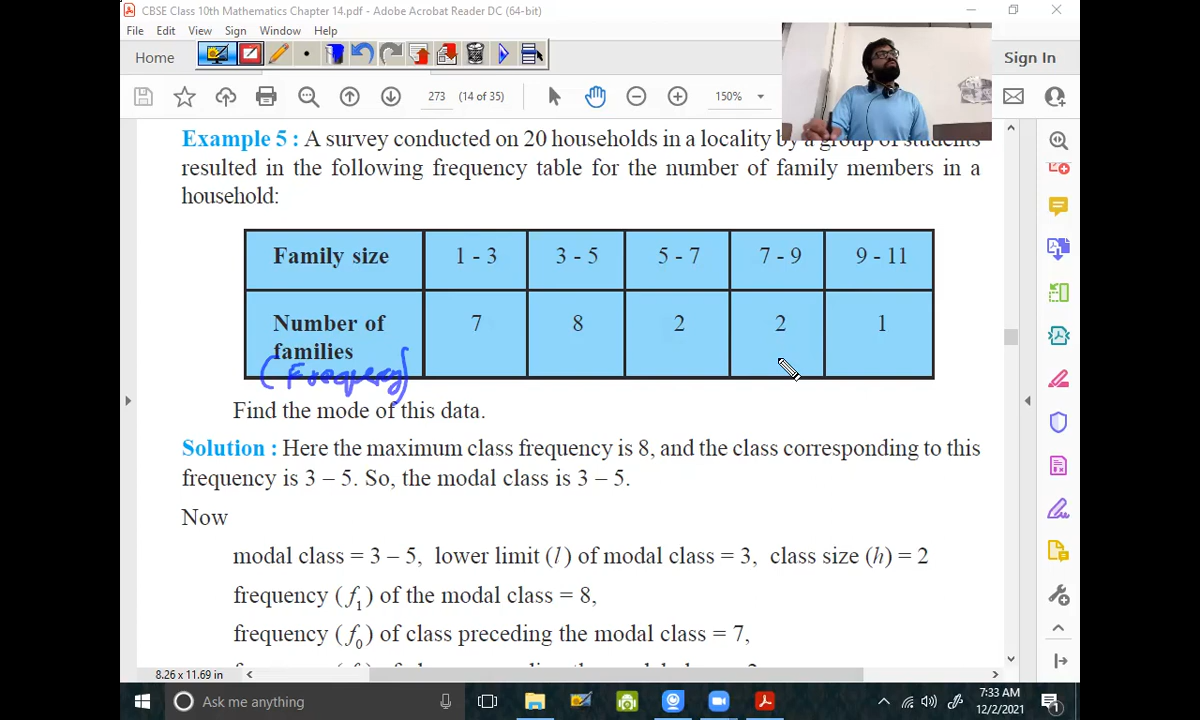 CBSE Class 10th Mathematics Chapter 14.pdf - Adobe Acrobat Reader DC (64-bit)
File Edit View Sign Window Help
Home
Sign In
273 (14 of 35)
150%
Example 5 : A survey conducted on 20 households in a locality by a group of students
resulted in the following frequency table for the number of family members in a
household:
Family size 1 - 3 3 - 5 5 - 7 7 - 9 9 - 11
Number of families 7 8 2 2 1
(Frequency)
Find the mode of this data.
Solution : Here the maximum class frequency is 8, and the class corresponding to this
frequency is 3 – 5. So, the modal class is 3 – 5.
Now
modal class = 3 – 5, lower limit (l) of modal class = 3, class size (h) = 2
frequency (f1) of the modal class = 8,
frequency (f0) of class preceding the modal class = 7,
8.26 x 11.69 in
Ask me anything
7:33 AM
12/2/2021